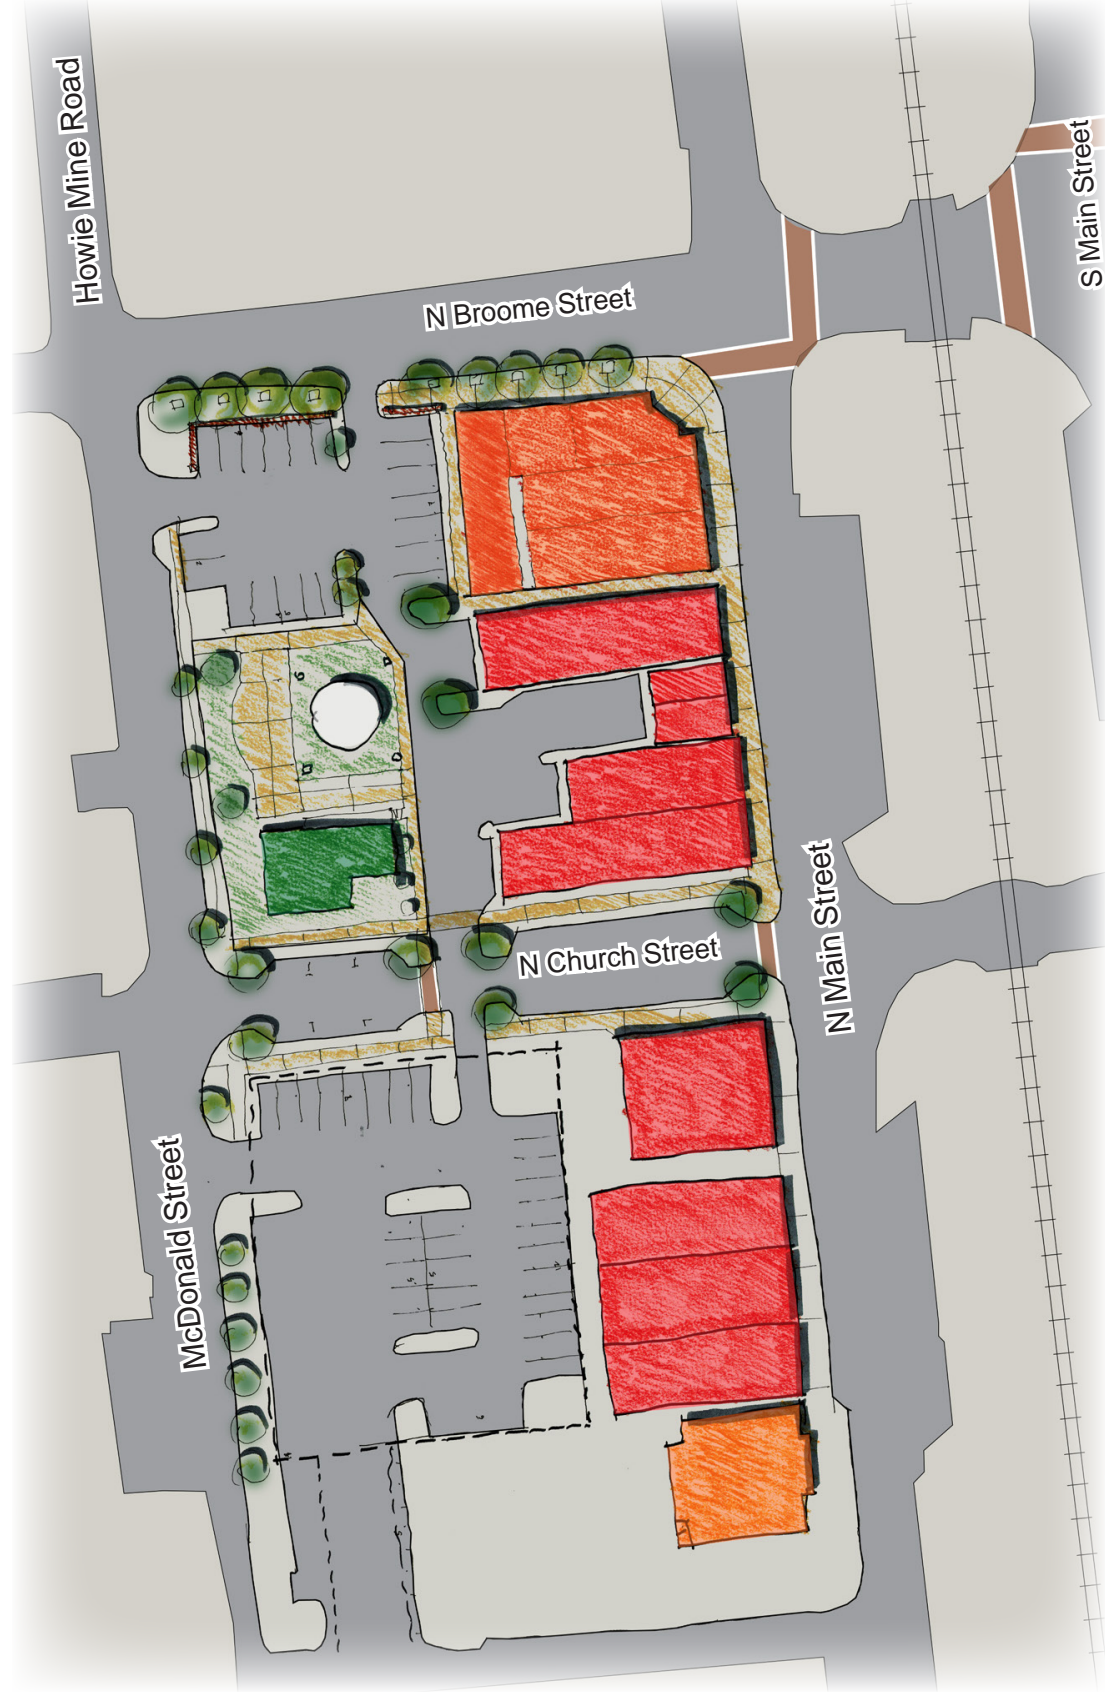 Howie Mine Road
S Main Street
N Broome Street
N Main Street
N Church Street
McDonald Street